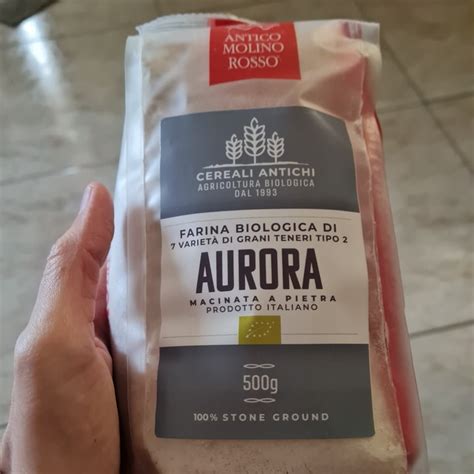 ANTICO
MOLINO
ROSSO®
CEREALI ANTICHI
AGRICOLTURA BIOLOGICA
DAL 1993
FARINA BIOLOGICA DI
7 VARIETÀ DI GRANI TENERI TIPO 2
AURORA
MACINATA A PIETRA
PRODOTTO ITALIANO
500g
100% STONE GROUND